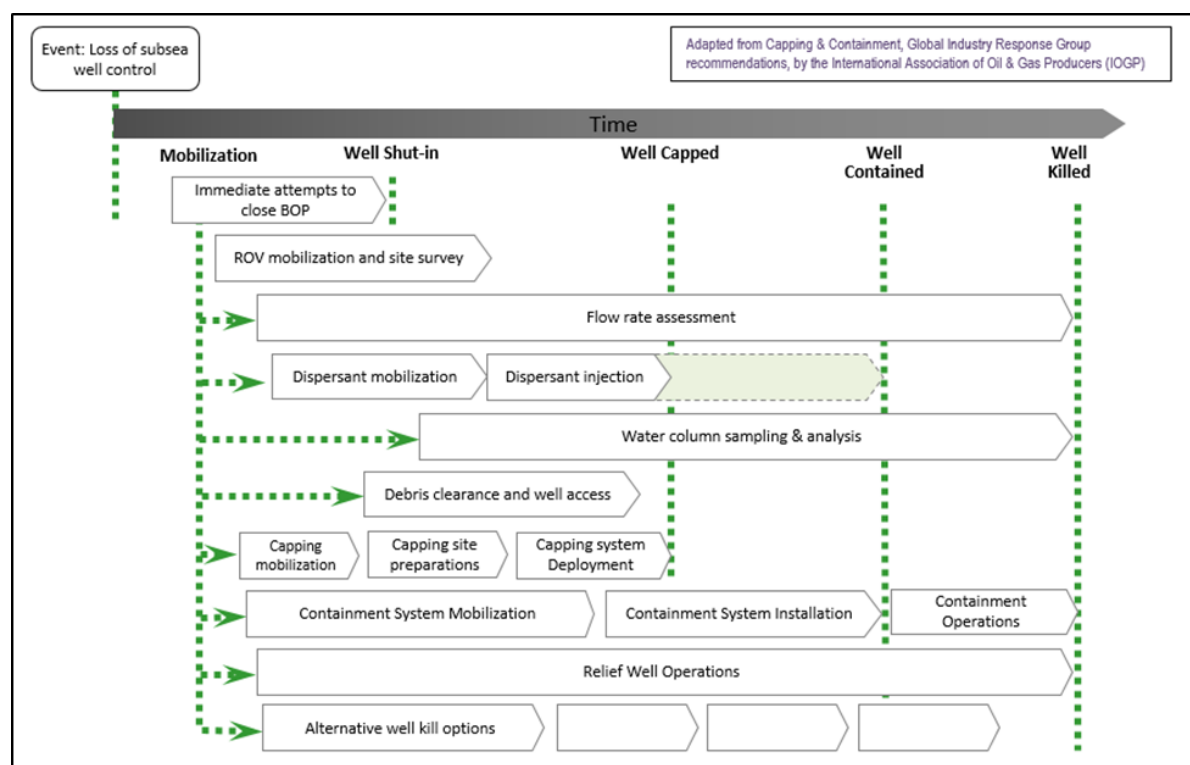 Event: Loss of subsea
well control
Adapted from Capping & Containment, Global Industry Response Group
recommendations, by the International Association of Oil & Gas Producers (IOGP)
Time
Mobilization
Well Shut-in
Well Capped
Well
Contained
Well
Killed
Immediate attempts to
close BOP
ROV mobilization and site survey
Flow rate assessment
Dispersant mobilization
Dispersant injection
Water column sampling & analysis
Debris clearance and well access
Capping
mobilization
Capping site
preparations
Capping system
Deployment
Containment System Mobilization
Containment System Installation
Containment
Operations
Relief Well Operations
Alternative well kill options